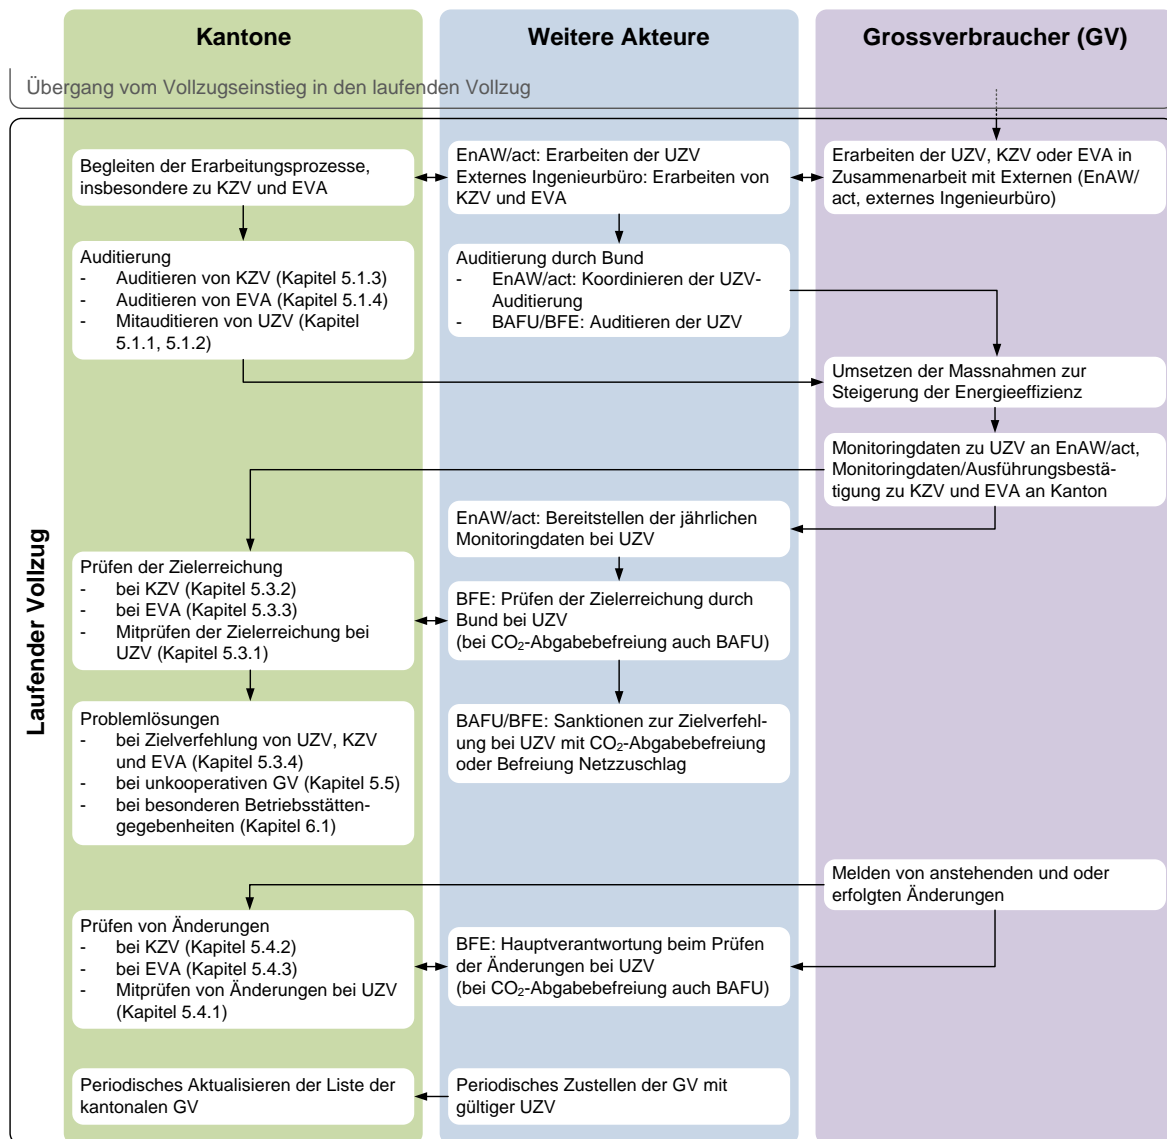 Kantone
Weitere Akteure
Grossverbraucher (GV)
Übergang vom Vollzugseinstieg in den laufenden Vollzug
Laufender Vollzug
Begleiten der Erarbeitungsprozesse,
insbesondere zu KZV und EVA
EnAW/act: Erarbeiten der UZV
Externes Ingenieurbüro: Erarbeiten von
KZV und EVA
Erarbeiten der UZV, KZV oder EVA in
Zusammenarbeit mit Externen (EnAW/
act, externes Ingenieurbüro)
Auditierung
- Auditieren von KZV (Kapitel 5.1.3)
- Auditieren von EVA (Kapitel 5.1.4)
- Mitauditieren von UZV (Kapitel
5.1.1, 5.1.2)
Auditierung durch Bund
- EnAW/act: Koordinieren der UZV-
Auditierung
- BAFU/BFE: Auditieren der UZV
Umsetzen der Massnahmen zur
Steigerung der Energieeffizienz
Monitoringdaten zu UZV an EnAW/act,
Monitoringdaten/Ausführungsbestä-
tigung zu KZV und EVA an Kanton
EnAW/act: Bereitstellen der jährlichen
Monitoringdaten bei UZV
Prüfen der Zielerreichung
- bei KZV (Kapitel 5.3.2)
- bei EVA (Kapitel 5.3.3)
- Mitprüfen der Zielerreichung bei
UZV (Kapitel 5.3.1)
BFE: Prüfen der Zielerreichung durch
Bund bei UZV
(bei CO₂-Abgabebefreiung auch BAFU)
Problemlösungen
- bei Zielverfehlung von UZV, KZV
und EVA (Kapitel 5.3.4)
- bei unkooperativen GV (Kapitel 5.5)
- bei besonderen Betriebsstätten-
gegebenheiten (Kapitel 6.1)
BAFU/BFE: Sanktionen zur Zielverfeh-
lung bei UZV mit CO₂-Abgabebefreiung
oder Befreiung Netzzuschlag
Melden von anstehenden und oder
erfolgten Änderungen
Prüfen von Änderungen
- bei KZV (Kapitel 5.4.2)
- bei EVA (Kapitel 5.4.3)
- Mitprüfen von Änderungen bei UZV
(Kapitel 5.4.1)
BFE: Hauptverantwortung beim Prüfen
der Änderungen bei UZV
(bei CO₂-Abgabebefreiung auch BAFU)
Periodisches Aktualisieren der Liste der
kantonalen GV
Periodisches Zustellen der GV mit
gültiger UZV